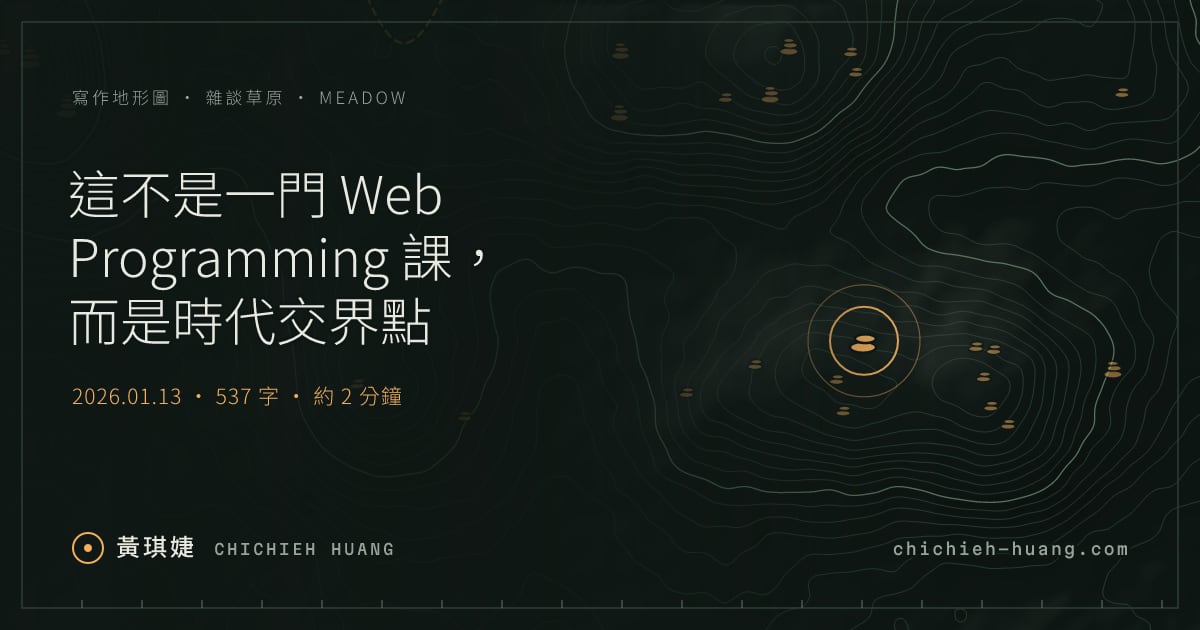 寫作地形圖 · 雜談草原 · MEADOW
這不是一門 Web
Programming 課，
而是時代交界點
2026.01.13 · 537 字 · 約 2 分鐘
黃琪婕 CHICHIEH HUANG
chichieh-huang.com